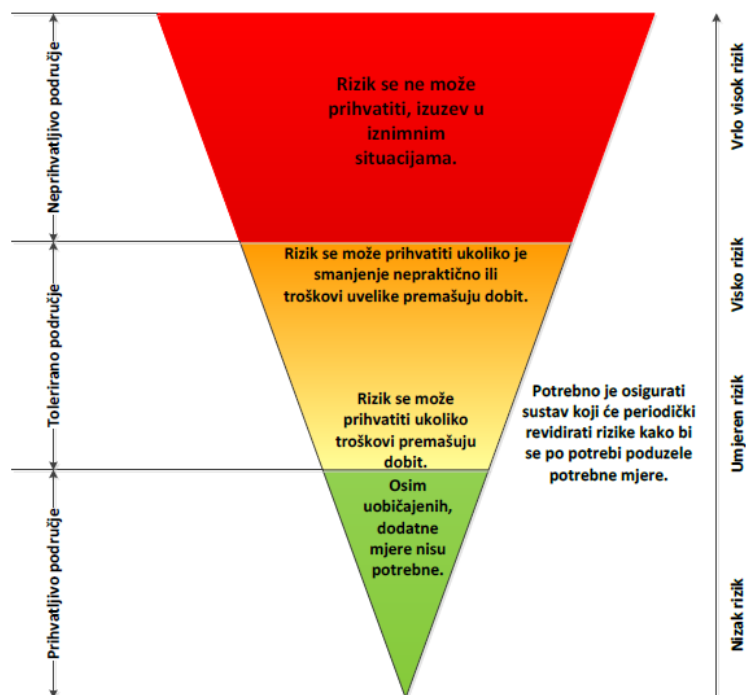 Neprihvatljivo područje
Rizik se ne može
prihvatiti, izuzev u
iznimnim
situacijama.
Vrlo visok rizik
Tolerirano područje
Rizik se može prihvatiti ukoliko je
smanjenje nepraktično ili
troškovi uvelike premašuju dobit.
Visko rizik
Rizik se može
prihvatiti ukoliko
troškovi premašuju
dobit.
Potrebno je osigurati
sustav koji će periodički
revidirati rizike kako bi
se po potrebi poduzele
potrebne mjere.
Umjeren rizik
Prihvatljivo područje
Osim
uobičajenih,
dodatne
mjere nisu
potrebne.
Nizak rizik